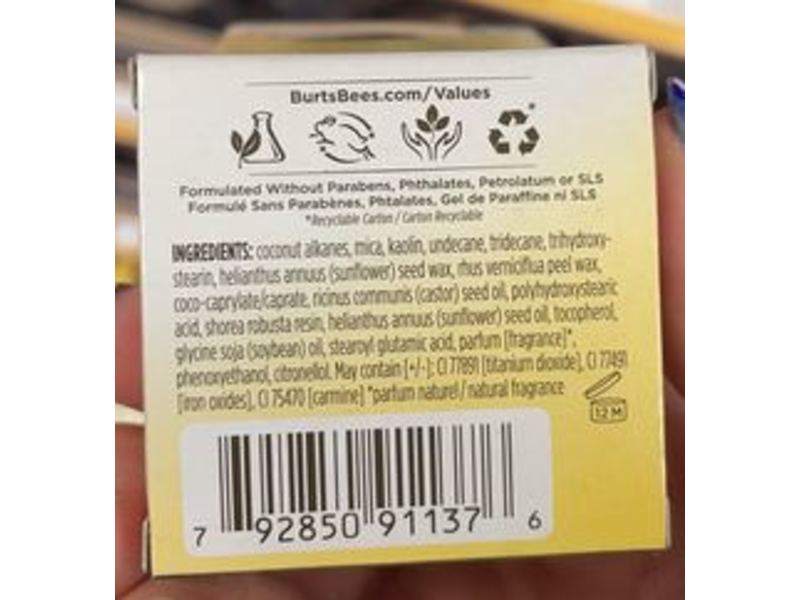 BurtsBees.com/Values
Formulated Without Parabens, Phthalates, Petrolatum or SLS
Formulé Sans Parabènes, Phtalates, Gel de Paraffine ni SLS
*Recyclable Carton / Carton Recyclable
INGREDIENTS: coconut alkanes, mica, kaolin, undecane, tridecane, trihydroxy-
stearin, helianthus annuus (sunflower) seed wax, rhus verniciflua peel wax,
coco-caprylate/caprate, ricinus communis (castor) seed oil, polyhydroxystearic
acid, shorea robusta resin, helianthus annuus (sunflower) seed oil, tocopherol,
glycine soja (soybean) oil, stearoyl glutamic acid, parfum [fragrance]*,
phenoxyethanol, citronellol. May contain [+/-]: CI 77891 [titanium dioxide], CI 77491
[iron oxides], CI 75470 [carmine] *parfum naturel / natural fragrance
12 M
7 92850 91137 6